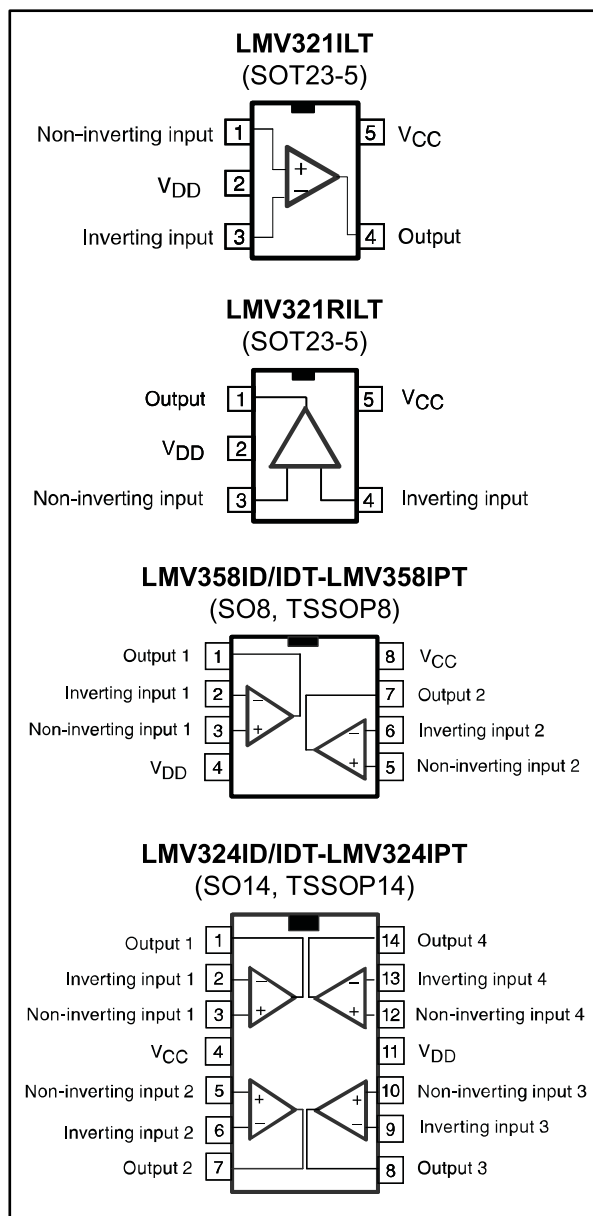 LMV321ILT
(SOT23-5)
Non-inverting input 1 5 VCC
VDD 2
+
−
Inverting input 3 4 Output
LMV321RILT
(SOT23-5)
Output 1 5 VCC
VDD 2
Non-inverting input 3 4 Inverting input
LMV358ID/IDT-LMV358IPT
(SO8, TSSOP8)
Output 1 1 8 VCC
Inverting input 1 2 − 7 Output 2
Non-inverting input 1 3 + − 6 Inverting input 2
VDD 4 + 5 Non-inverting input 2
LMV324ID/IDT-LMV324IPT
(SO14, TSSOP14)
Output 1 1 14 Output 4
Inverting input 1 2 − − 13 Inverting input 4
Non-inverting input 1 3 + + 12 Non-inverting input 4
VCC 4 11 VDD
Non-inverting input 2 5 + + 10 Non-inverting input 3
Inverting input 2 6 − − 9 Inverting input 3
Output 2 7 8 Output 3